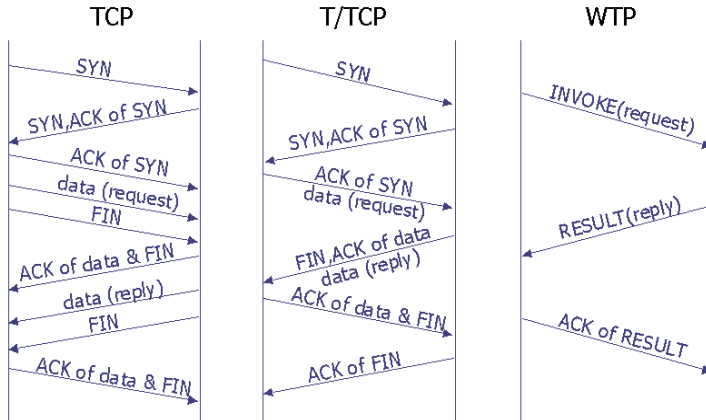 TCP
T/TCP
WTP
SYN
SYN,ACK of SYN
ACK of SYN
data (request)
FIN
ACK of data & FIN
data (reply)
FIN
ACK of data & FIN
SYN
SYN,ACK of SYN
ACK of SYN
data (request)
FIN,ACK of data
data (reply)
ACK of data & FIN
ACK of FIN
INVOKE(request)
RESULT(reply)
ACK of RESULT